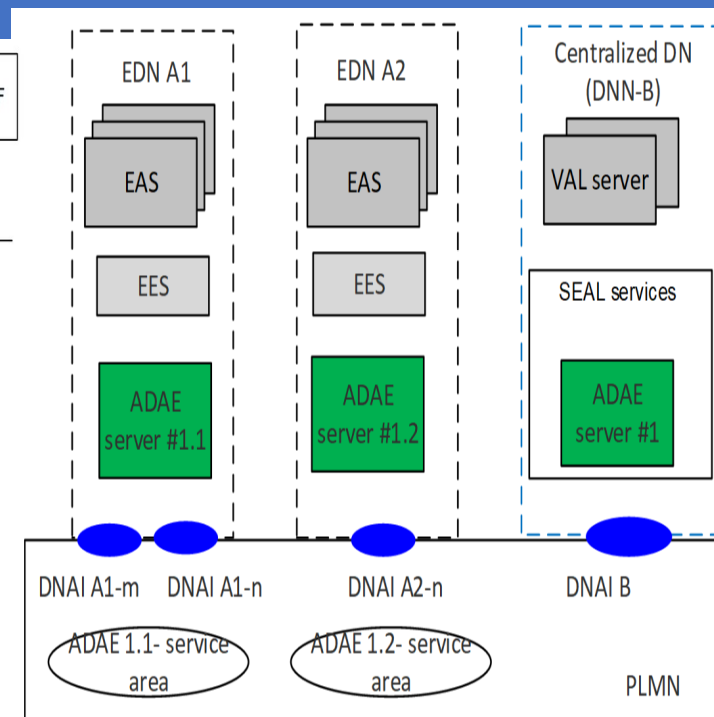 EDN A1
EAS
EES
ADAE
server #1.1
EDN A2
EAS
EES
ADAE
server #1.2
Centralized DN
(DNN-B)
VAL server
SEAL services
ADAE
server #1
DNAI A1-m
DNAI A1-n
DNAI A2-n
DNAI B
ADAE 1.1- service
area
ADAE 1.2- service
area
PLMN